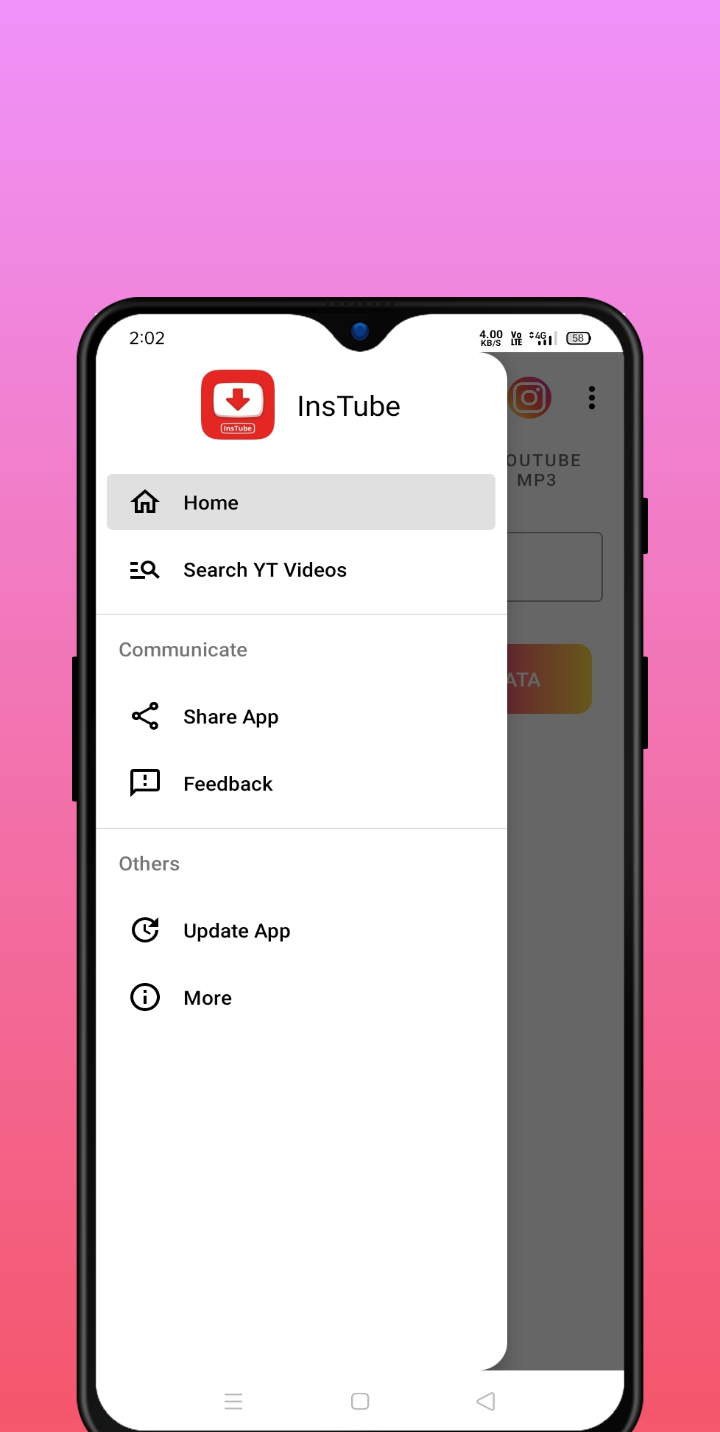 2:02
4.00
KB/S
Vo
LTE
4G
58
InsTube
InsTube
OUTUBE
MP3
Home
Search YT Videos
ATA
Communicate
Share App
Feedback
Others
Update App
More